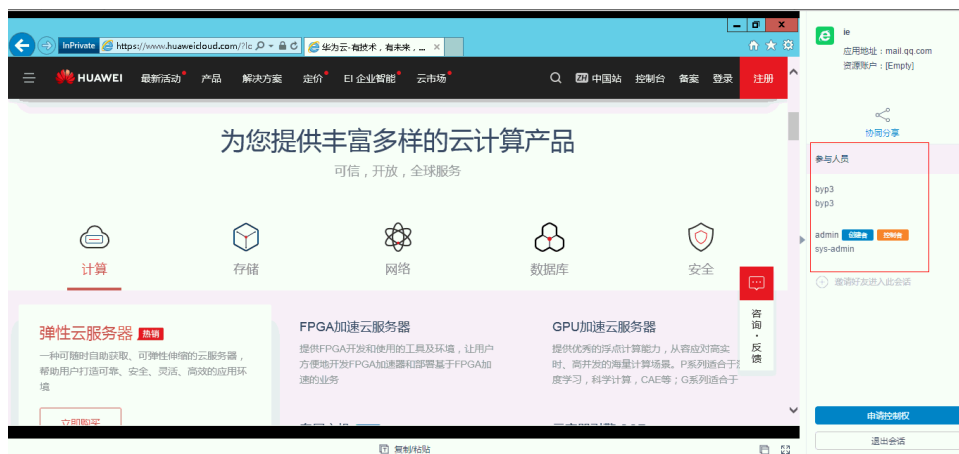 InPrivate https://www.huaweicloud.com/?lc 华为云-有技术，有未来，... ×
HUAWEI 最新活动 产品 解决方案 定价 EI 企业智能 云市场 ZH 中国站 控制台 备案 登录 注册
为您提供丰富多样的云计算产品
可信，开放，全球服务
计算 存储 网络 数据库 安全
弹性云服务器 热销
一种可随时自助获取、可弹性伸缩的云服务器，
帮助用户打造可靠、安全、灵活、高效的应用环
境
立即购买
FPGA加速云服务器
提供FPGA开发和使用的工具及环境，让用户
方便地开发FPGA加速器和部署基于FPGA加
速的业务
GPU加速云服务器
提供优秀的浮点计算能力，从容应对高实
时、高并发的海量计算场景。P系列适合于
度学习，科学计算，CAE等；G系列适合于
咨询·反馈
复制/粘贴
ie
应用地址：mail.qq.com
资源账户：[Empty]
协同分享
参与人员
byp3
byp3
admin 创建者 控制者
sys-admin
邀请好友进入此会话
申请控制权
退出会话